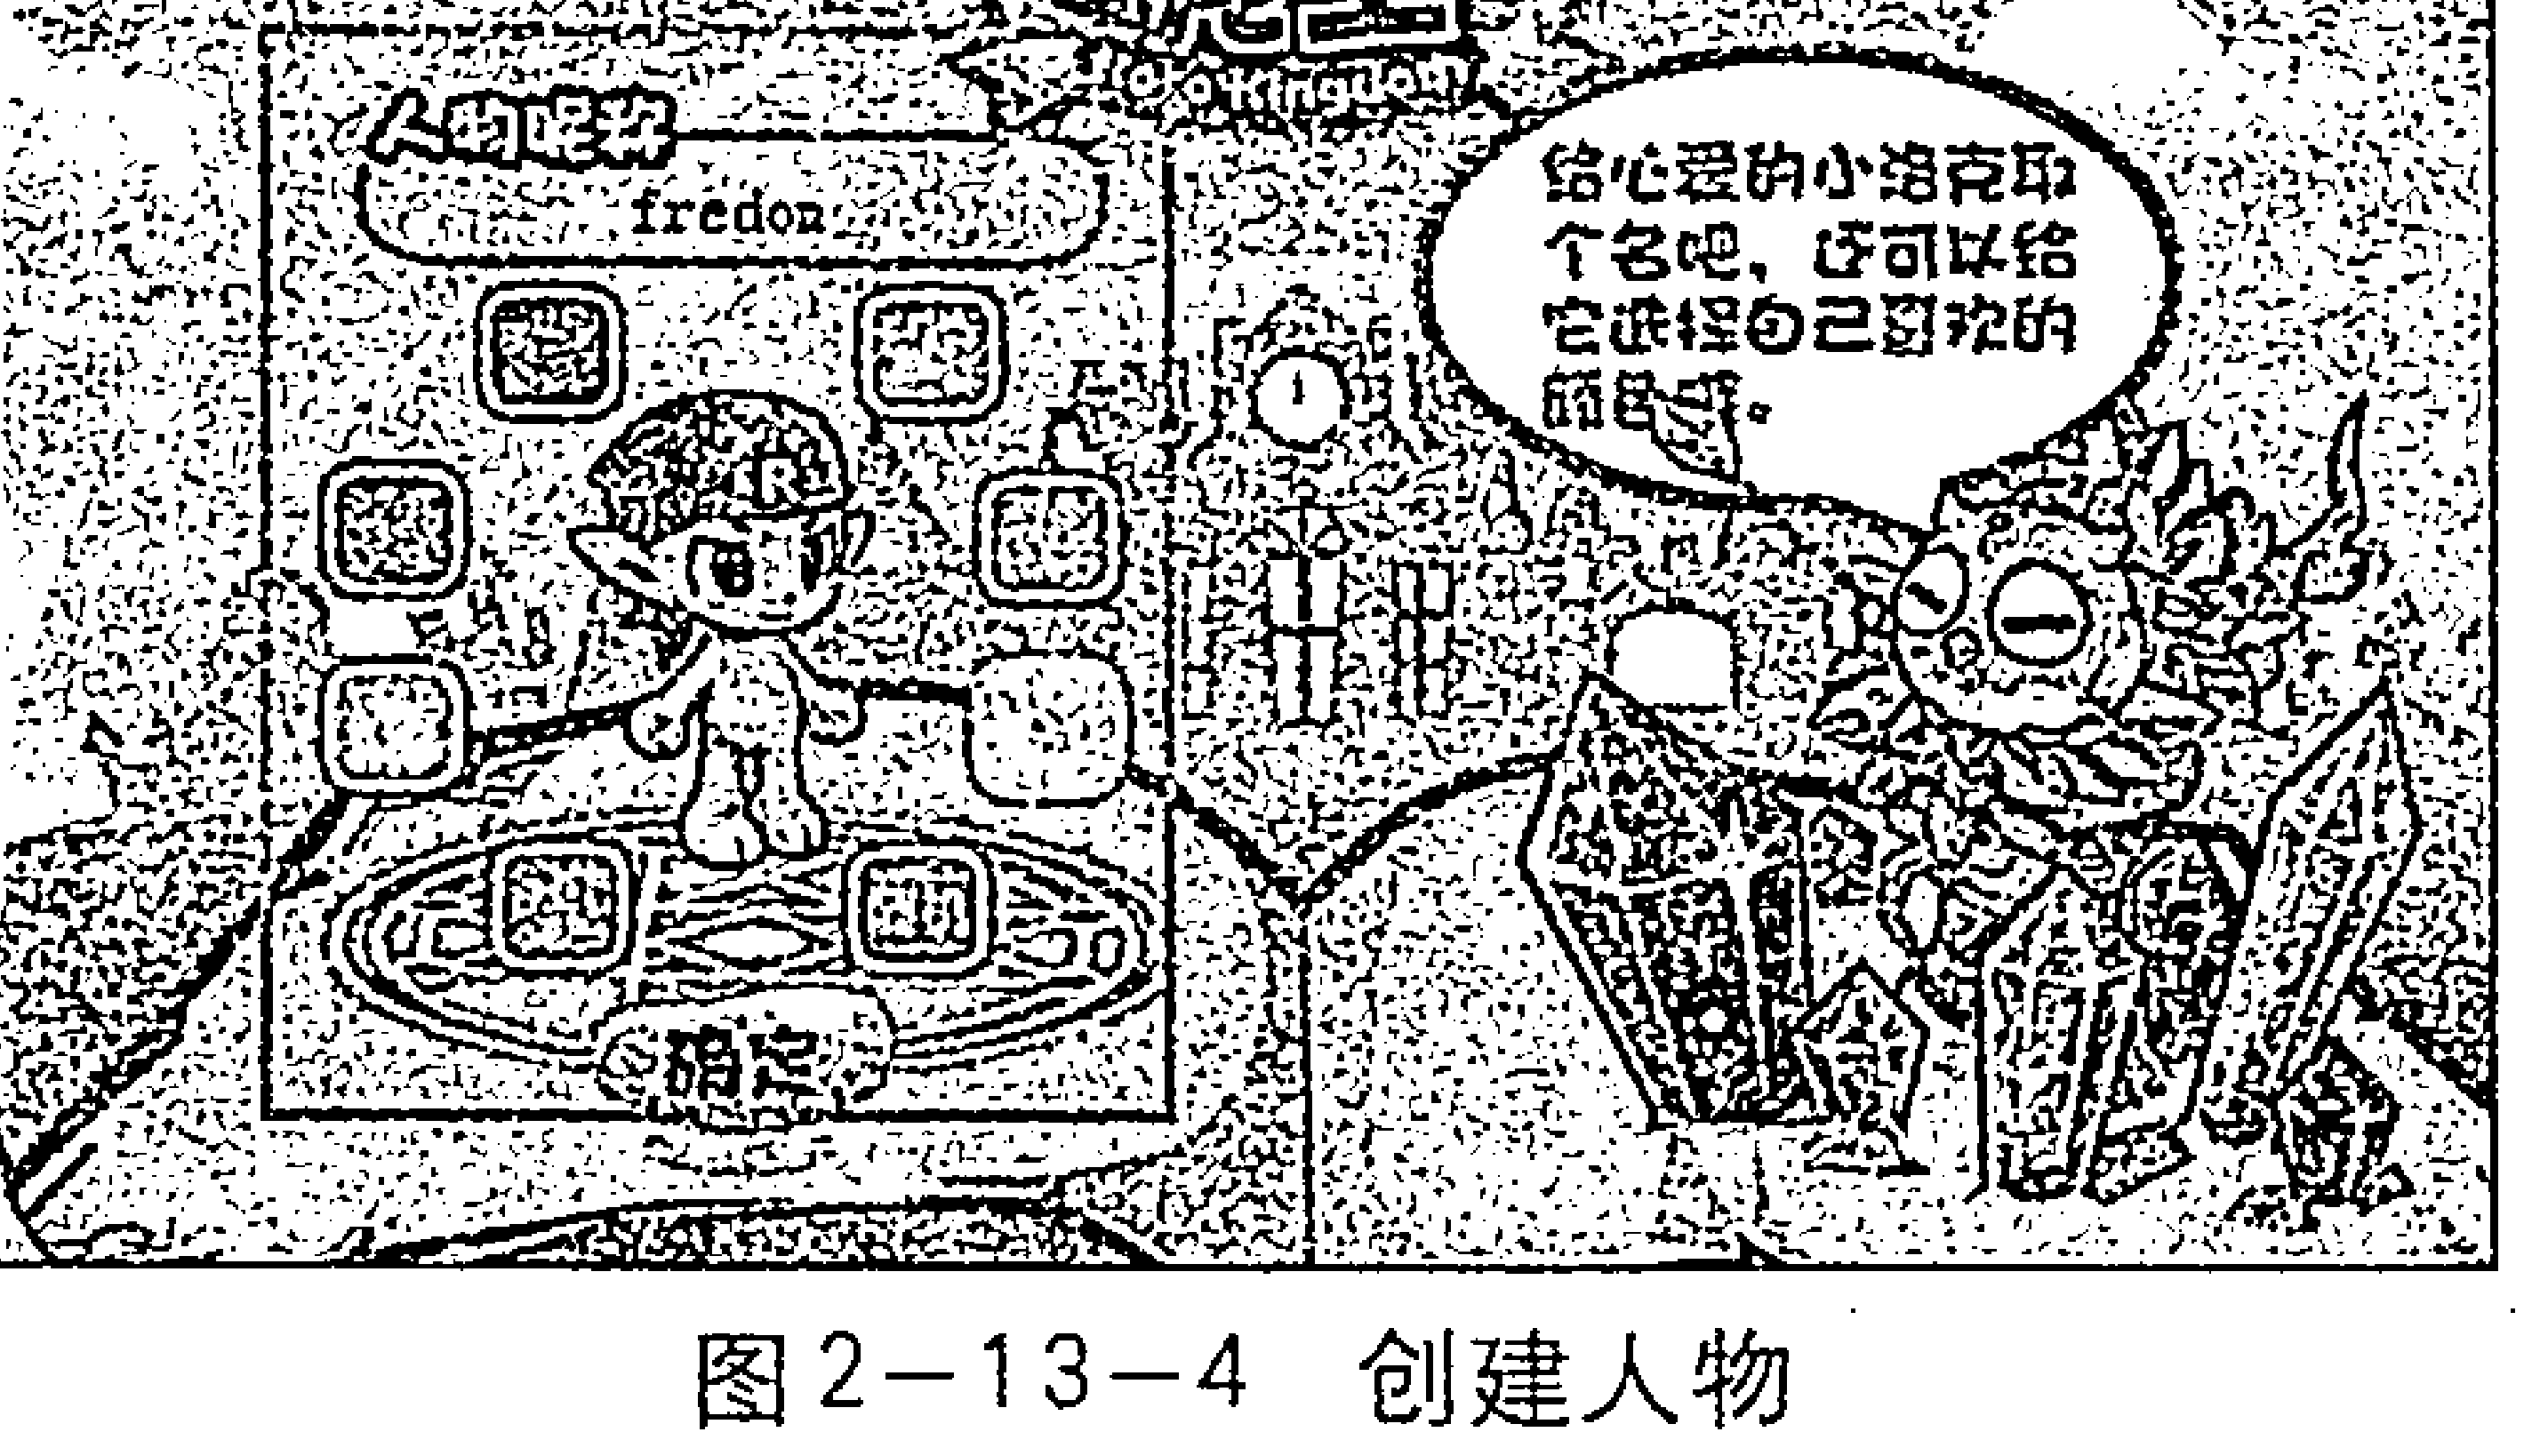 人物昵称
fredon
给心爱的小洛克取
个名吧，还可以给
它选择自己喜欢的
颜色
确定
图2-13-4 创建人物